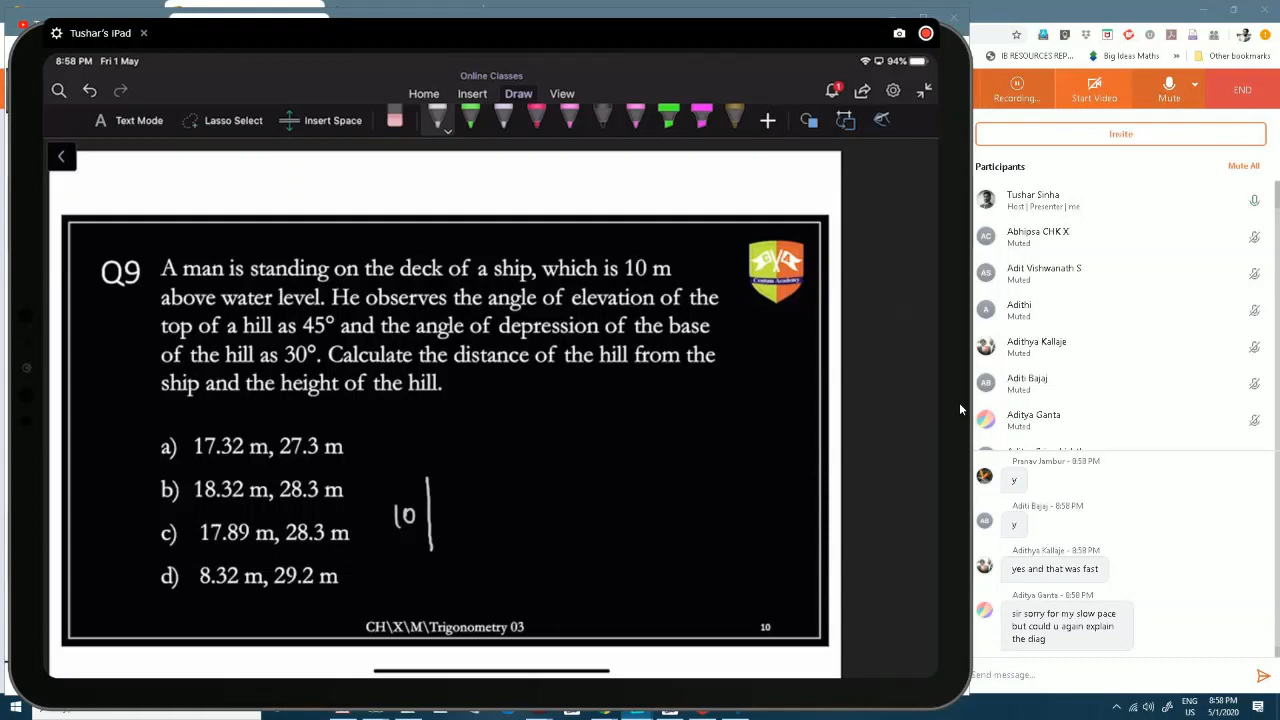 Tushar's iPad
8:58 PM Fri 1 May
94%
Online Classes
Home Insert Draw View
Text Mode
Lasso Select
Insert Space
Q9
A man is standing on the deck of a ship, which is 10 m
above water level. He observes the angle of elevation of the
top of a hill as 45° and the angle of depression of the base
of the hill as 30°. Calculate the distance of the hill from the
ship and the height of the hill.
a) 17.32 m, 27.3 m
b) 18.32 m, 28.3 m
10
c) 17.89 m, 28.3 m
d) 8.32 m, 29.2 m
CH\X\M\Trigonometry 03
10
IB RESOURCES REP...
Big Ideas Maths
»
Other bookmarks
Recording...
Start Video
Mute
END
Invite
Participants
Mute All
Tushar Sinha
Host | Presenter | me
AC
Abhipsa CHK X
Muted
AS
Adit Vishwanath S
Muted
A
Adithi
Muted
Adithya Kallaje
Muted
AB
Aditi Bajaj
Muted
Aditya Ganta
Muted
Pranav Jambur - 8:58 PM
y
Aditi Bajaj - 8:58 PM
AB
y
Adithya Kallaje - 8:58 PM
yes and that was fast
Aditya Ganta - 8:58 PM
sir sorry for my slow pace
but could u again explain
the diag
Send message...
ENG
US
8:58 PM
5/1/2020